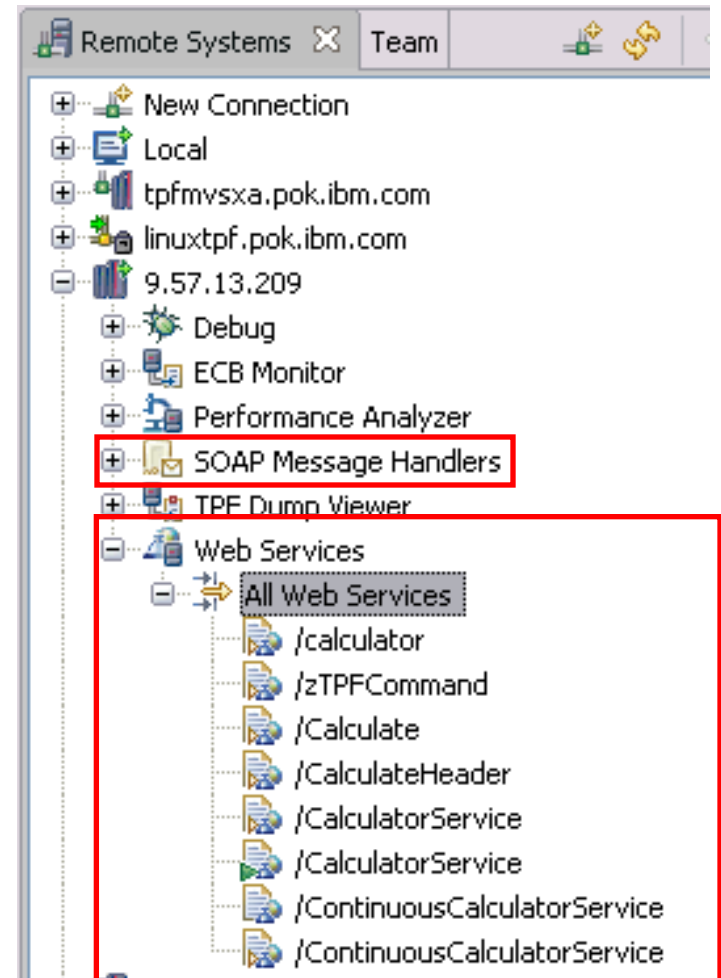 Remote Systems Team
New Connection
Local
tpfmvsxa.pok.ibm.com
linuxtpf.pok.ibm.com
9.57.13.209
Debug
ECB Monitor
Performance Analyzer
SOAP Message Handlers
TPF Dump Viewer
Web Services
All Web Services
/calculator
/zTPFCommand
/Calculate
/CalculateHeader
/CalculatorService
/CalculatorService
/ContinuousCalculatorService
/ContinuousCalculatorService